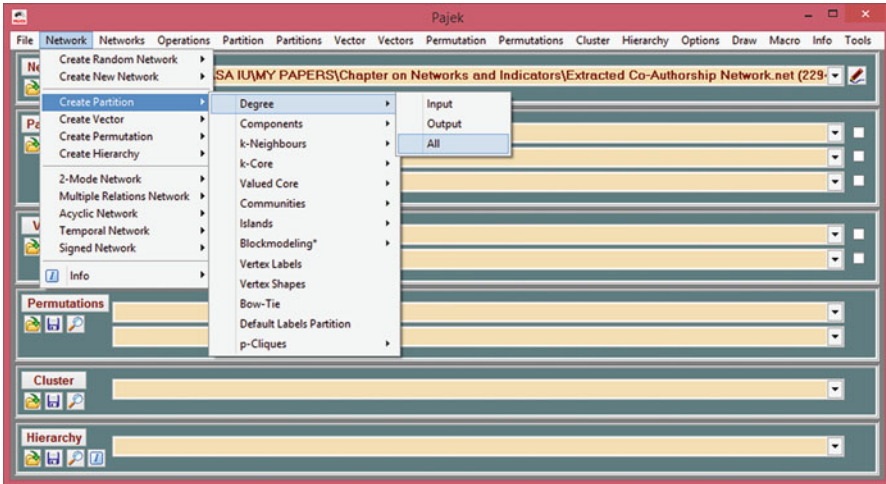 Pajek
File Network Networks Operations Partition Partitions Vector Vectors Permutation Permutations Cluster Hierarchy Options Draw Macro Info Tools
Create Random Network
Create New Network
SA IU\MY PAPERS\Chapter on Networks and Indicators\Extracted Co-Authorship Network.net (229-
Create Partition
Create Vector
Create Permutation
Create Hierarchy
2-Mode Network
Multiple Relations Network
Acyclic Network
Temporal Network
Signed Network
Info
Degree
Components
k-Neighbours
k-Core
Valued Core
Communities
Islands
Blockmodeling*
Vertex Labels
Vertex Shapes
Bow-Tie
Default Labels Partition
p-Cliques
Input
Output
All
Ne
Pa
V
Permutations
Cluster
Hierarchy